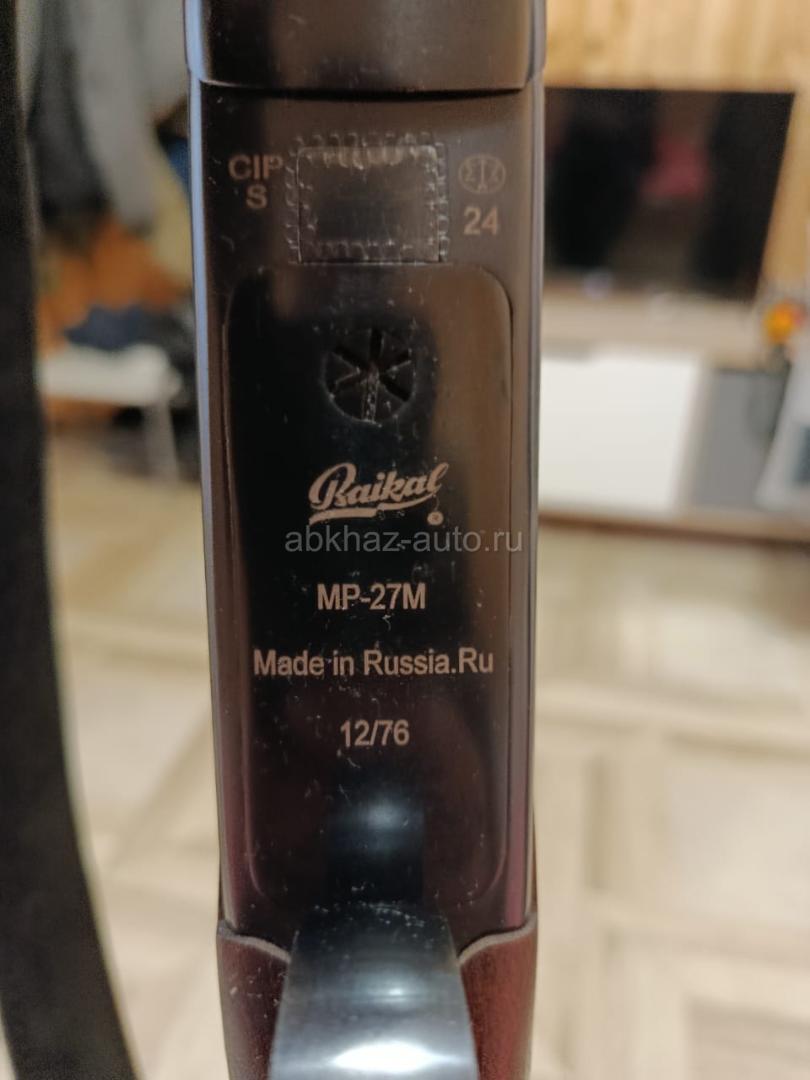 CIP
S
24
Baikal
®
abkhaz-auto.ru
MP-27M
Made in Russia.Ru
12/76